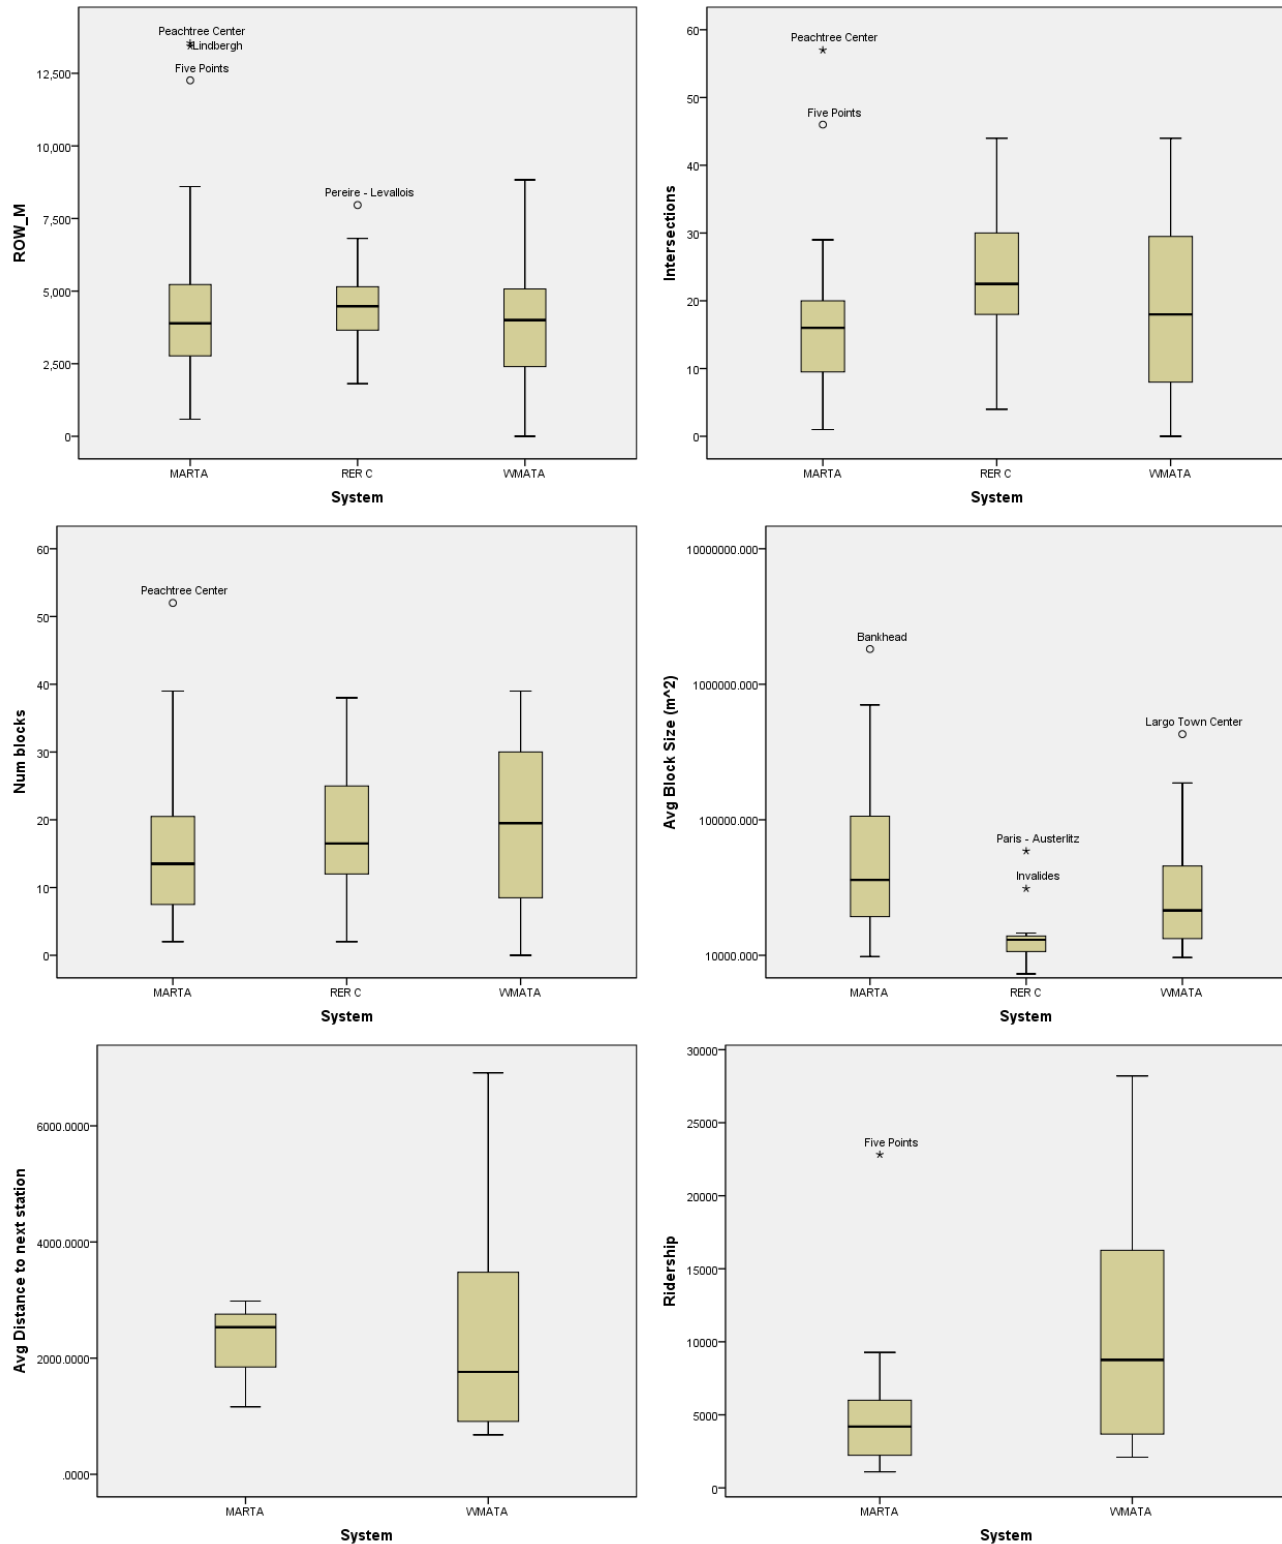 Peachtree Center
Lindbergh
Five Points
12,500
10,000
7,500
5,000
2,500
0
Pereire - Levallois
ROW_M
MARTA
RER C
WMATA
System
60
50
40
30
20
10
0
Peachtree Center
Five Points
Intersections
MARTA
RER C
WMATA
System
60
50
40
30
20
10
0
Peachtree Center
Num blocks
MARTA
RER C
WMATA
System
10000000.000
1000000.000
100000.000
10000.000
Bankhead
Largo Town Center
Paris - Austerlitz
Invalides
Avg Block Size (m^2)
MARTA
RER C
WMATA
System
6000.0000
4000.0000
2000.0000
.0000
Avg Distance to next station
MARTA
WMATA
System
30000
25000
20000
15000
10000
5000
0
Five Points
Ridership
MARTA
WMATA
System